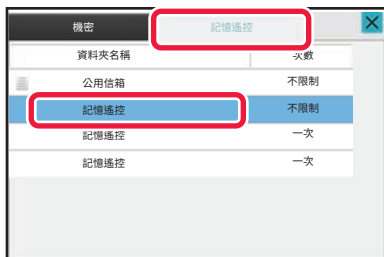 機密 記憶遙控
資料夾名稱 次數
公用信箱 不限制
記憶遙控 不限制
記憶遙控 一次
記憶遙控 一次